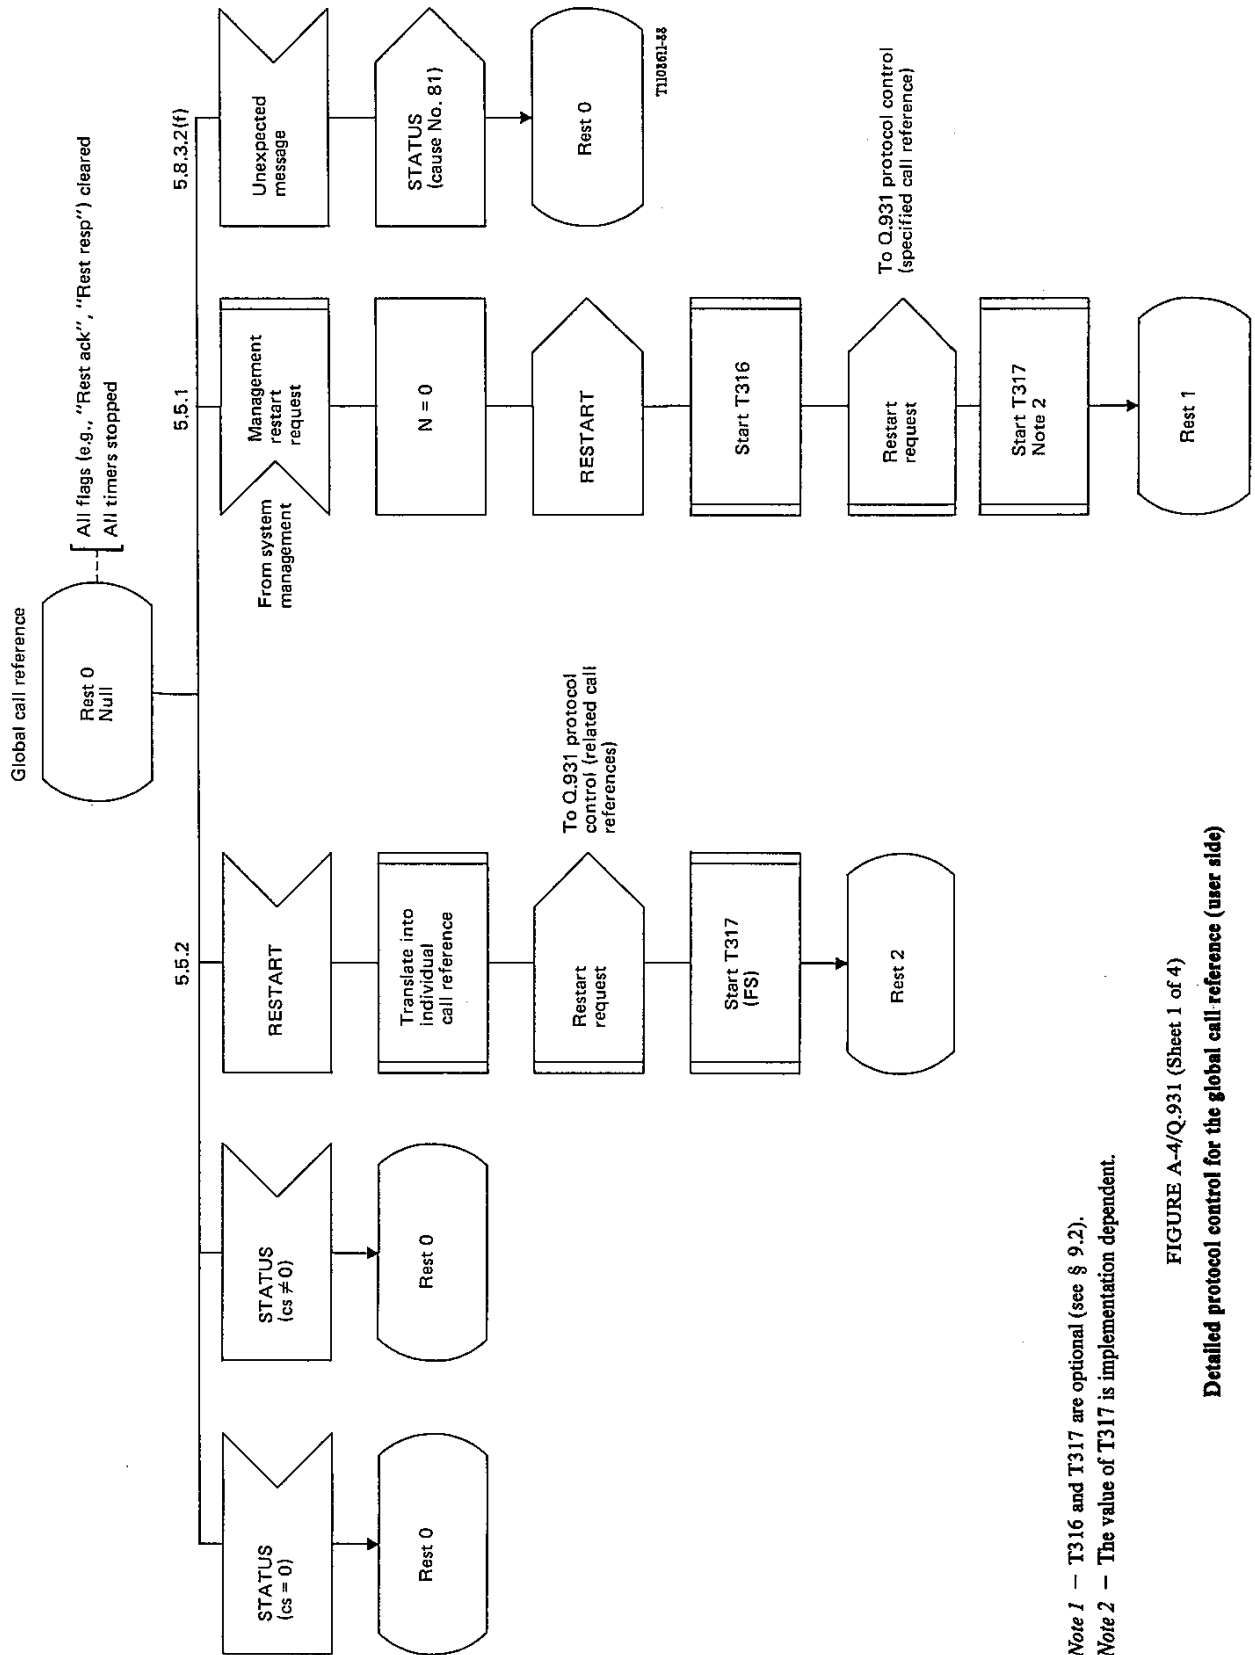 Global call reference
Rest 0
Null
All flags (e.g., "Rest ack", "Rest resp") cleared
All timers stopped
STATUS
(cs = 0)
Rest 0
STATUS
(cs ≠ 0)
Rest 0
5.5.2
RESTART
Translate into
individual
call reference
Restart
request
To Q.931 protocol
control (related call
references)
Start T317
(FS)
Rest 2
5.5.1
From system
management
Management
restart
request
N = 0
RESTART
Start T316
Restart
request
To Q.931 protocol control
(specified call reference)
Start T317
Note 2
Rest 1
5.8.3.2(f)
Unexpected
message
STATUS
(cause No. 81)
Rest 0
T1108611-88
Note 1 — T316 and T317 are optional (see § 9.2).
Note 2 — The value of T317 is implementation dependent.
FIGURE A-4/Q.931 (Sheet 1 of 4)
Detailed protocol control for the global call reference (user side)